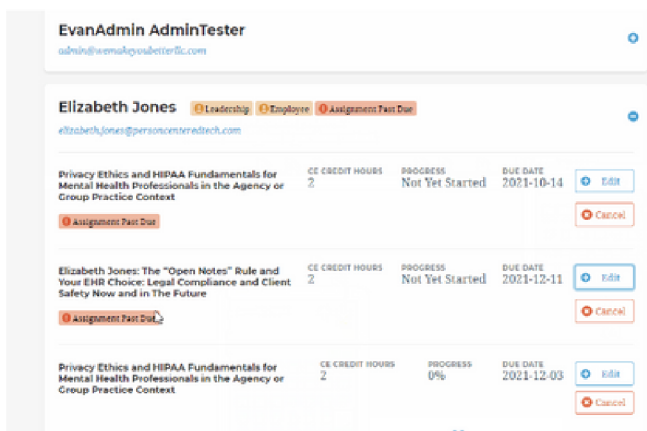 EvanAdmin AdminTester
admin@wemakeyoubetterllc.com
Elizabeth Jones Leadership Employee Assignment Past Due
elizabeth.jones@personcenteredtech.com
Privacy Ethics and HIPAA Fundamentals for
Mental Health Professionals in the Agency or
Group Practice Context
CE CREDIT HOURS
2
PROGRESS
Not Yet Started
DUE DATE
2021-10-14
Edit
Cancel
Assignment Past Due
Elizabeth Jones: The “Open Notes” Rule and
Your EHR Choice: Legal Compliance and Client
Safety Now and in The Future
CE CREDIT HOURS
2
PROGRESS
Not Yet Started
DUE DATE
2021-12-11
Edit
Cancel
Assignment Past Due
Privacy Ethics and HIPAA Fundamentals for
Mental Health Professionals in the Agency or
Group Practice Context
CE CREDIT HOURS
2
PROGRESS
0%
DUE DATE
2021-12-03
Edit
Cancel